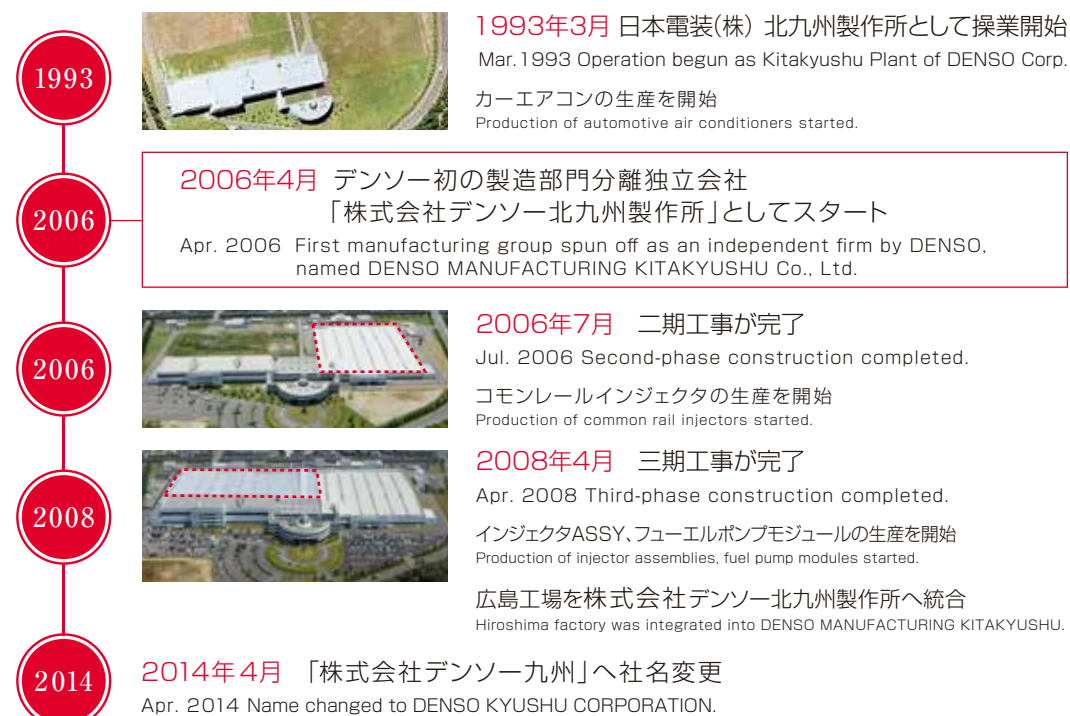 1993
1993年3月 日本電装(株) 北九州製作所として操業開始
Mar.1993 Operation begun as Kitakyushu Plant of DENSO Corp.
カーエアコンの生産を開始
Production of automotive air conditioners started.
2006
2006年4月 デンソー初の製造部門分離独立会社
「株式会社デンソー北九州製作所」としてスタート
Apr. 2006 First manufacturing group spun off as an independent firm by DENSO,
named DENSO MANUFACTURING KITAKYUSHU Co., Ltd.
2006
2006年7月 二期工事が完了
Jul. 2006 Second-phase construction completed.
コモンレールインジェクタの生産を開始
Production of common rail injectors started.
2008
2008年4月 三期工事が完了
Apr. 2008 Third-phase construction completed.
インジェクタASSY、フューエルポンプモジュールの生産を開始
Production of injector assemblies, fuel pump modules started.
広島工場を株式会社デンソー北九州製作所へ統合
Hiroshima factory was integrated into DENSO MANUFACTURING KITAKYUSHU.
2014
2014年4月 「株式会社デンソー九州」へ社名変更
Apr. 2014 Name changed to DENSO KYUSHU CORPORATION.